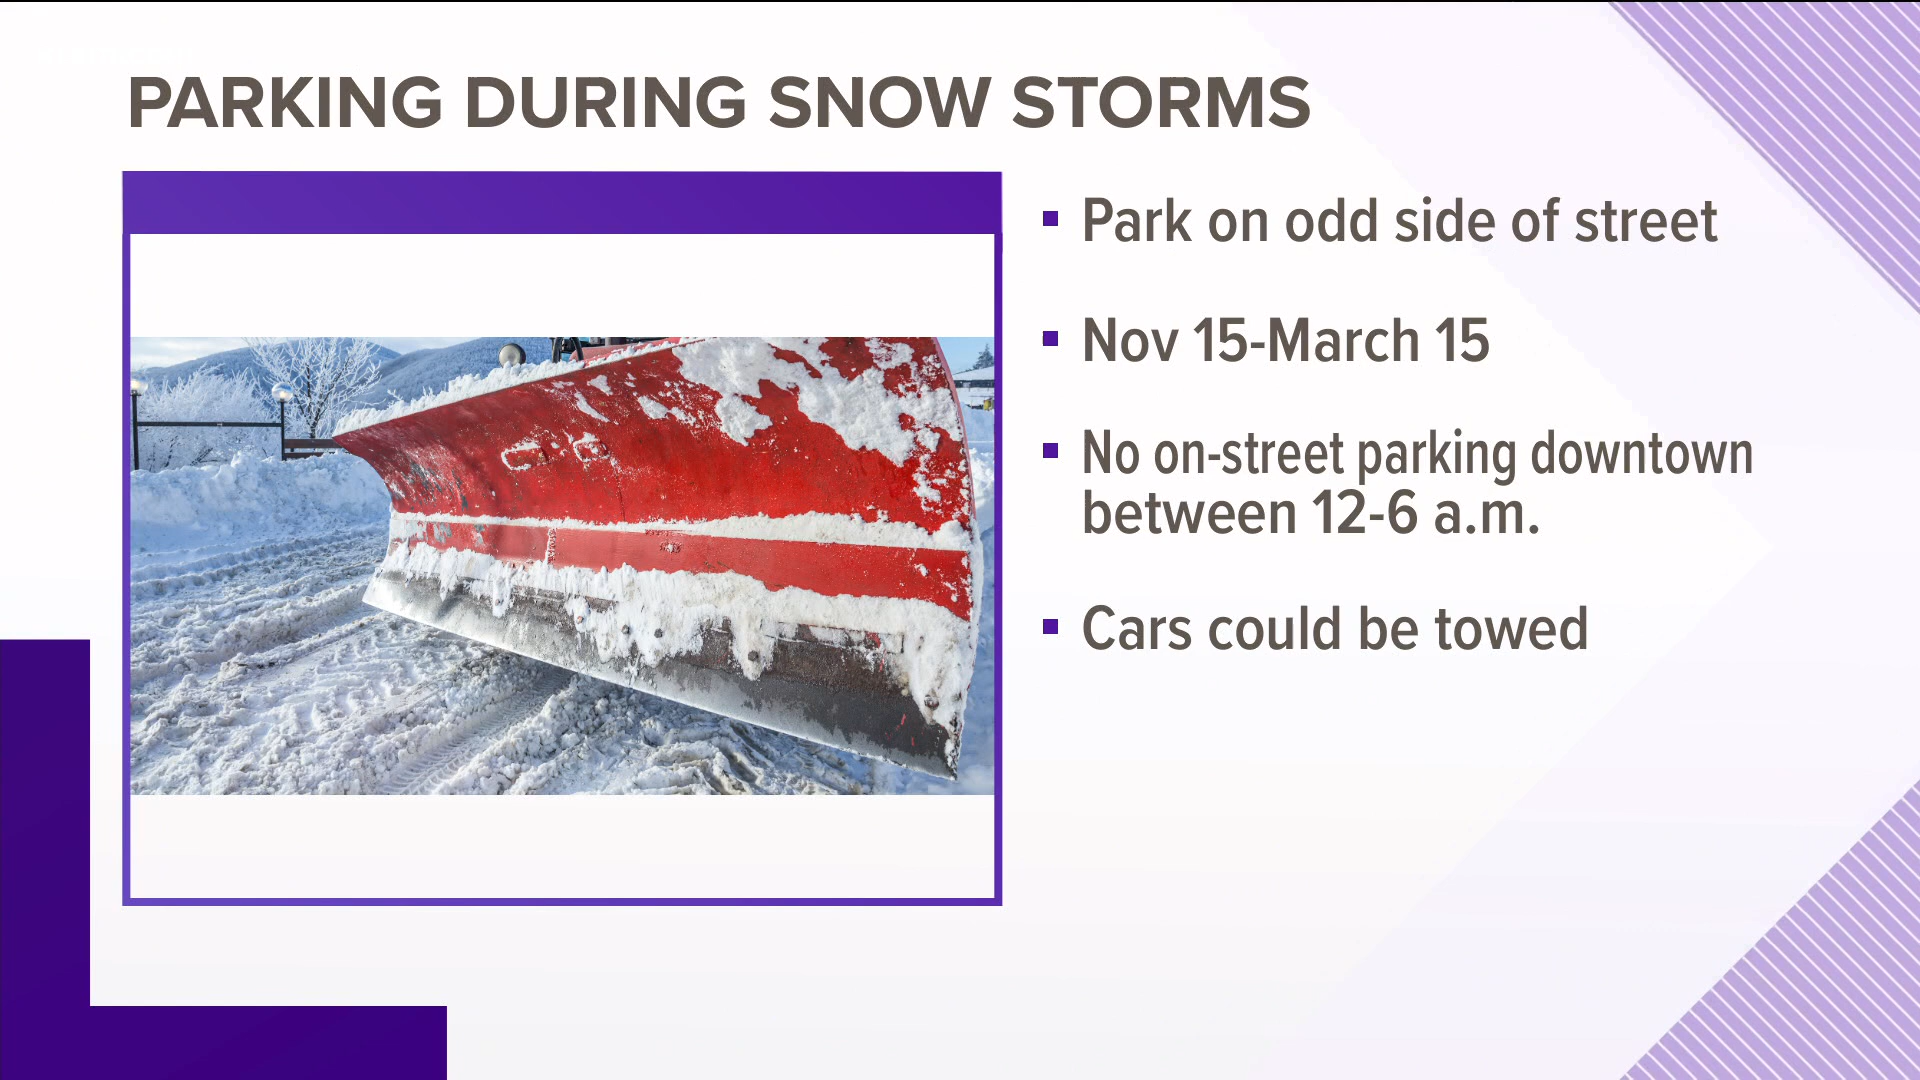 PARKING DURING SNOW STORMS
Park on odd side of street
Nov 15-March 15
No on-street parking downtown
between 12-6 a.m.
Cars could be towed